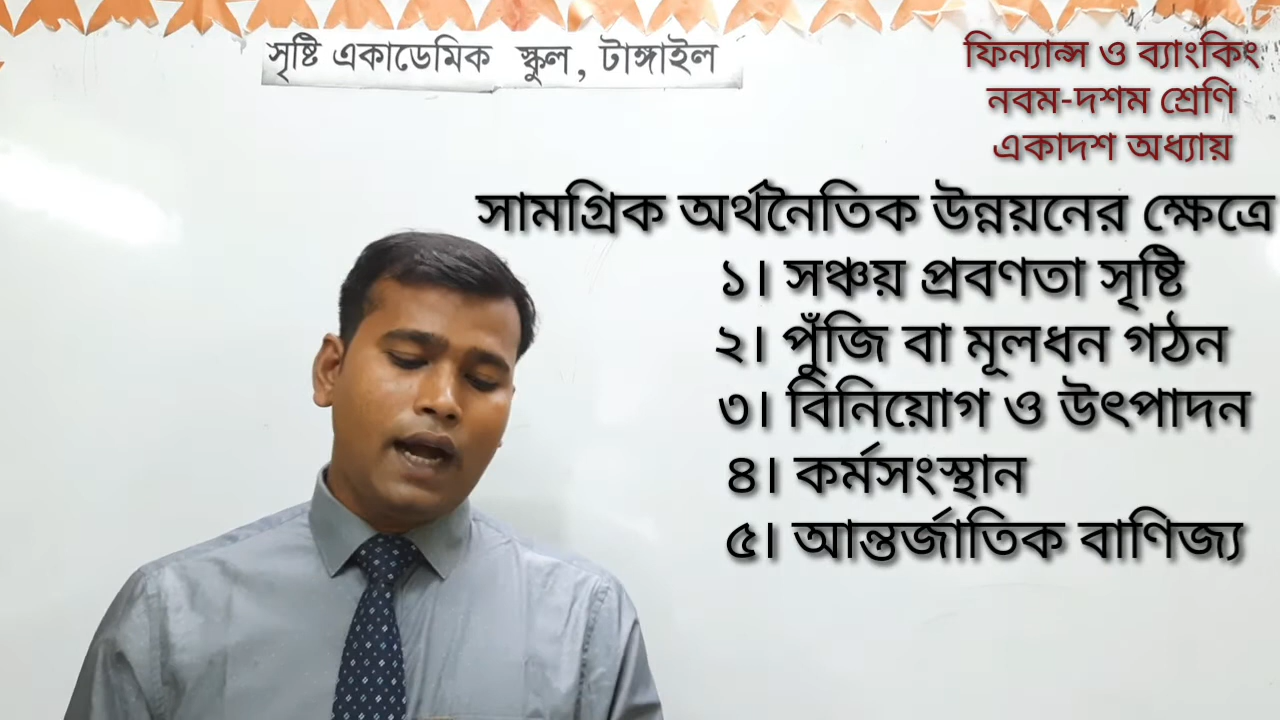 সৃষ্টি একাডেমিক স্কুল, টাঙ্গাইল
ফিন্যান্স ও ব্যাংকিং
নবম-দশম শ্রেণি
একাদশ অধ্যায়
সামগ্রিক অর্থনৈতিক উন্নয়নের ক্ষেত্রে
১। সঞ্চয় প্রবণতা সৃষ্টি
২। পুঁজি বা মূলধন গঠন
৩। বিনিয়োগ ও উৎপাদন
৪। কর্মসংস্থান
৫। আন্তর্জাতিক বাণিজ্য